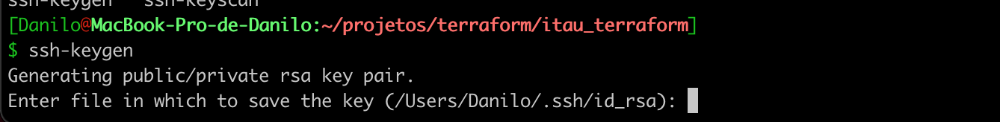 ssh-keygen ssh-keyscan
[Danilo@MacBook-Pro-de-Danilo:~/projetos/terraform/itau_terraform]
$ ssh-keygen
Generating public/private rsa key pair.
Enter file in which to save the key (/Users/Danilo/.ssh/id_rsa):